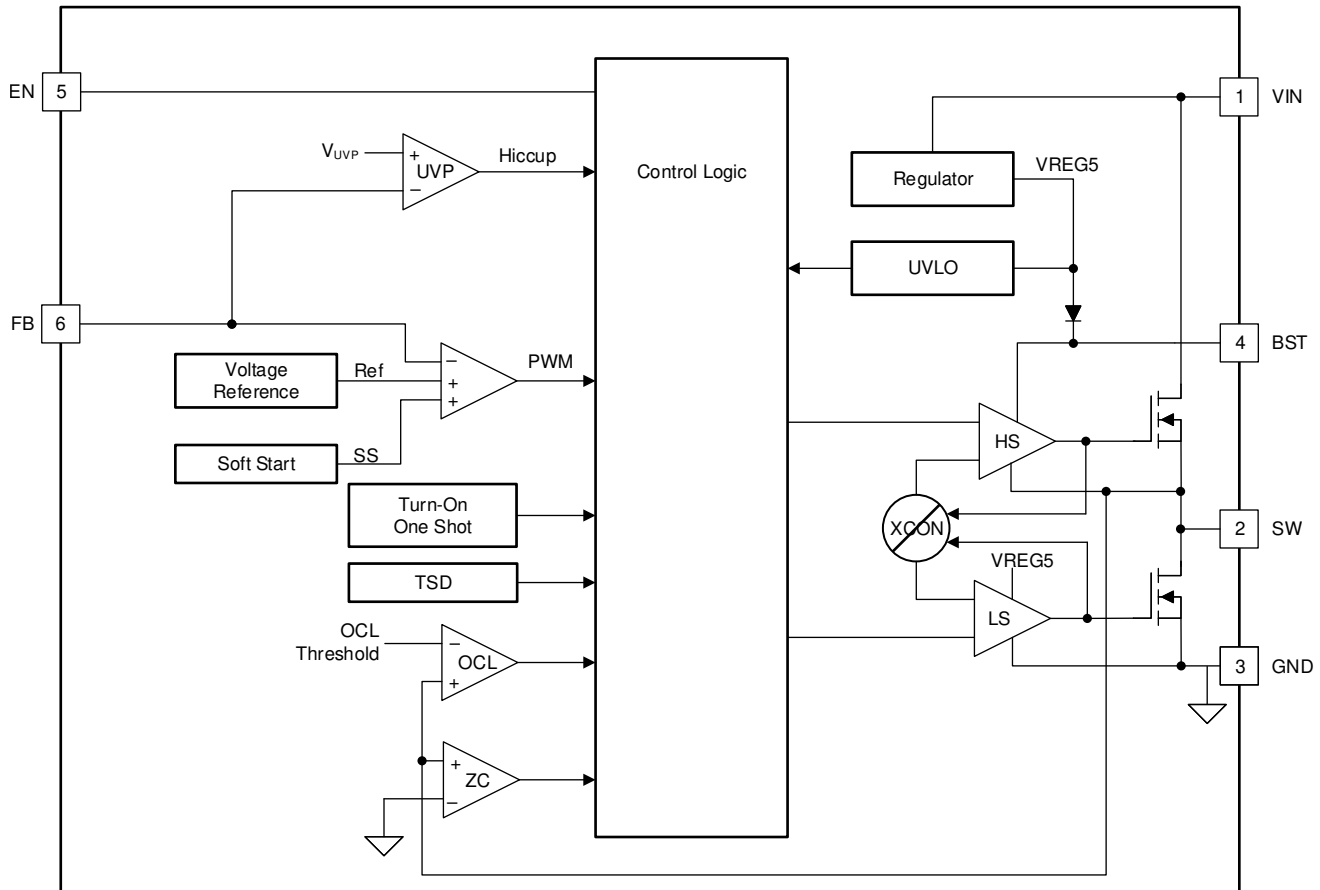 EN
5
1
VIN
VUVP
+
UVP
−
Hiccup
Control Logic
Regulator
VREG5
UVLO
FB
6
4
BST
Voltage
Reference
Ref
−
+
+
PWM
Soft Start
SS
HS
Turn-On
One Shot
XCON
2
SW
TSD
VREG5
LS
OCL
Threshold
−
OCL
+
3
GND
+
ZC
−